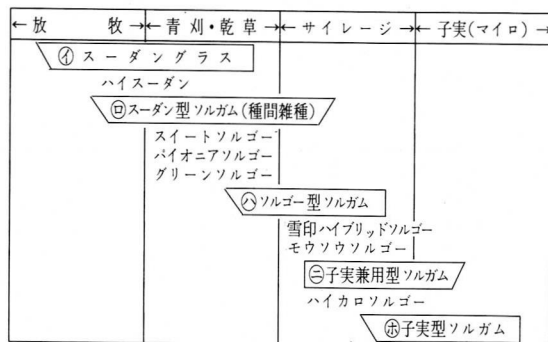 ←放 牧→←青刈・乾草→←サイレージ→←子実(マイロ)→
㋑スーダングラス
ハイスーダン
㋺スーダン型ソルガム(種間雑種)
スイートソルゴー
パイオニアソルゴー
グリーンソルゴー
㋩ソルゴー型ソルガム
雪印ハイブリッドソルゴー
モウソウソルゴー
㋥子実兼用型ソルガム
ハイカロソルゴー
㋭子実型ソルガム